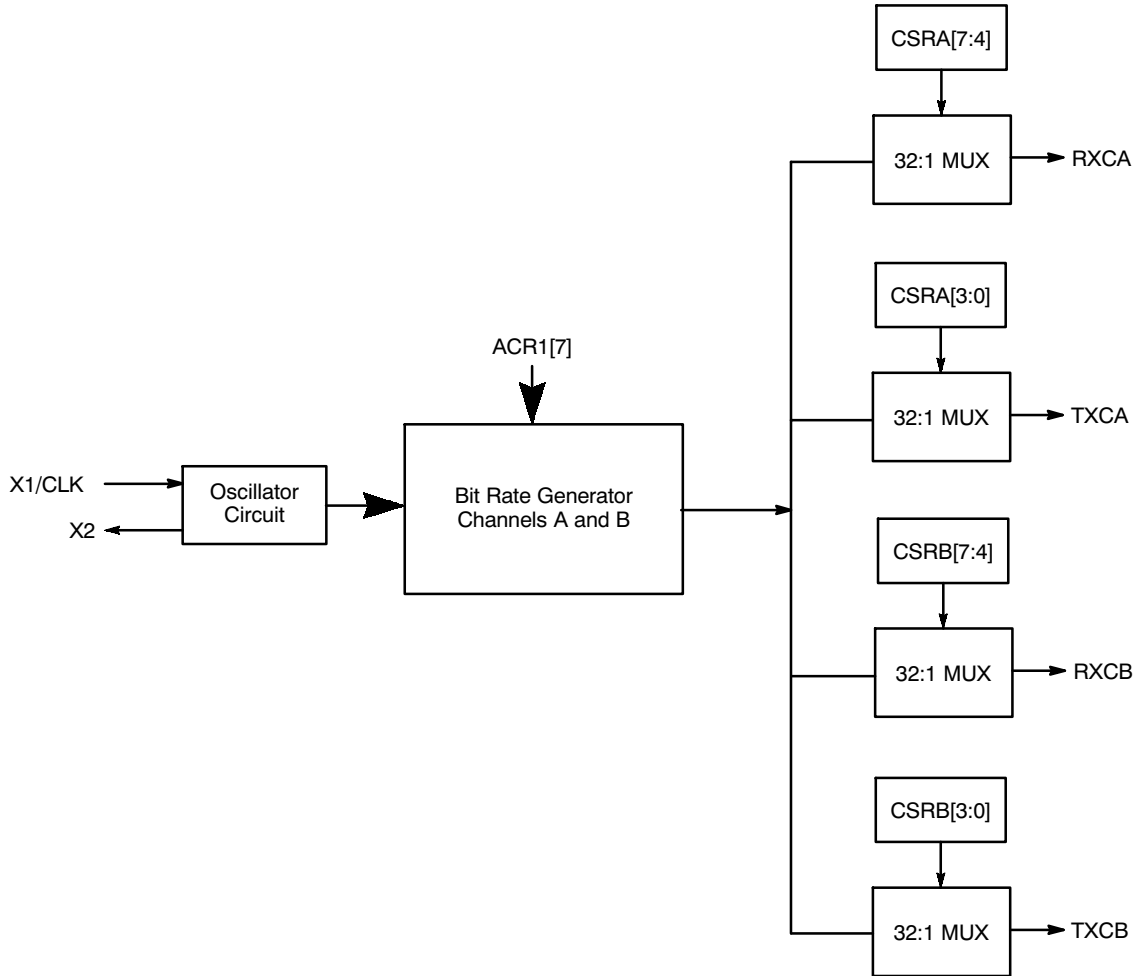 CSRA[7:4]
32:1 MUX
RXCA
CSRA[3:0]
ACR1[7]
32:1 MUX
TXCA
X1/CLK
X2
Oscillator
Circuit
Bit Rate Generator
Channels A and B
CSRB[7:4]
32:1 MUX
RXCB
CSRB[3:0]
32:1 MUX
TXCB